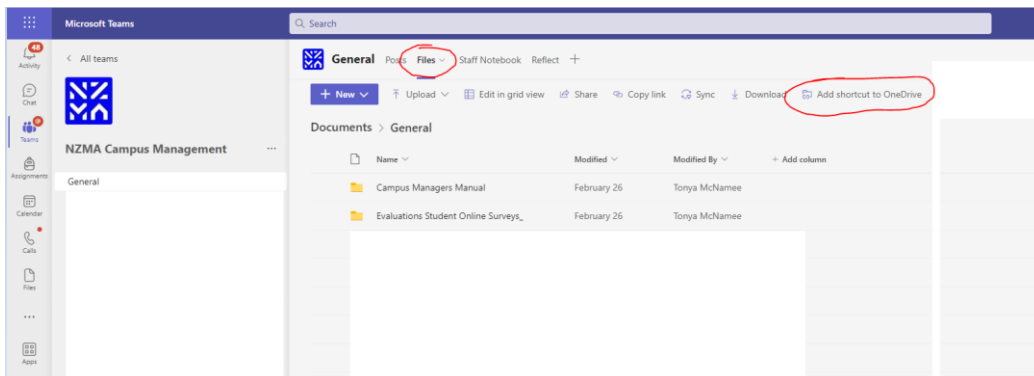 Microsoft Teams
Search
48
Activity
Chat
Teams
Assignments
Calendar
Calls
Files
...
Apps
< All teams
NZMA
NZMA Campus Management ...
General
General Posts Files Staff Notebook Reflect +
+ New Upload Edit in grid view Share Copy link Sync Download Add shortcut to OneDrive
Documents > General
Name Modified Modified By + Add column
Campus Managers Manual February 26 Tonya McNamee
Evaluations Student Online Surveys_ February 26 Tonya McNamee